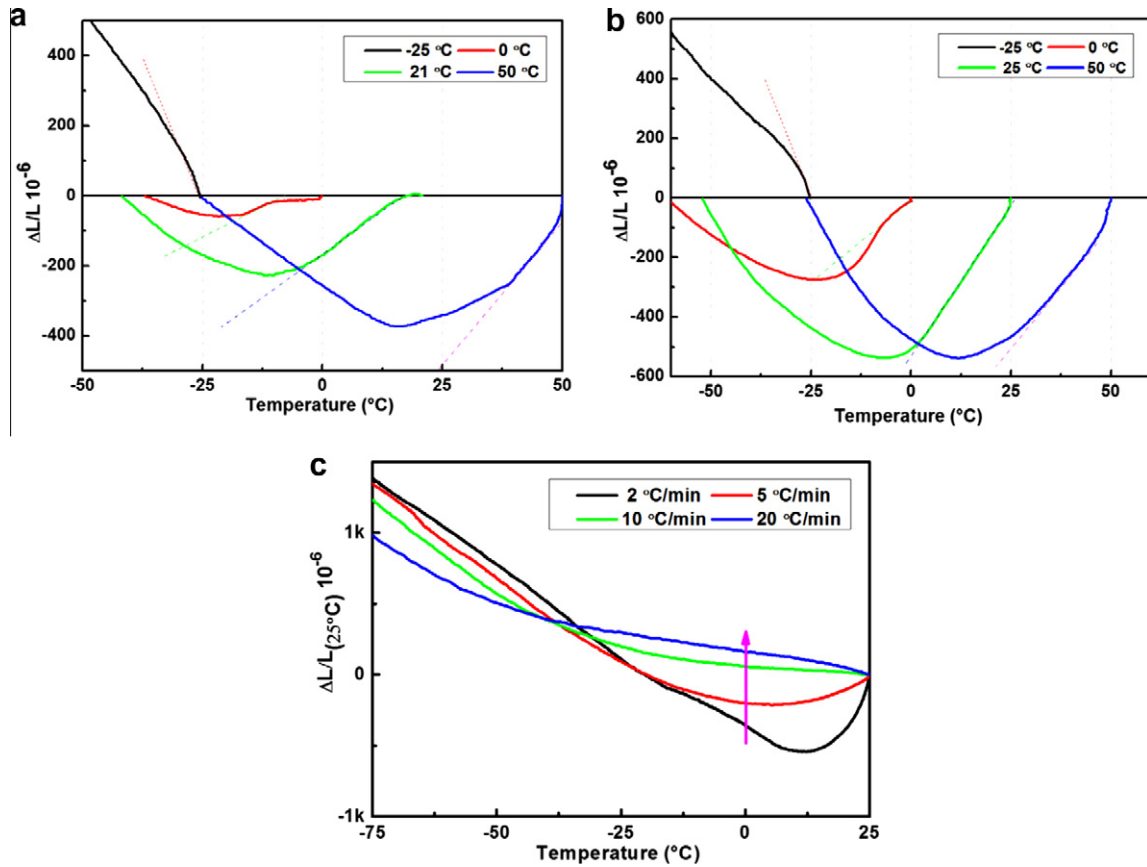 a
-25 °C 0 °C
21 °C 50 °C
400
200
0
-200
-400
ΔL/L 10-6
-50 -25 0 25 50
Temperature (°C)
b
-25 °C 0 °C
25 °C 50 °C
600
400
200
0
-200
-400
-600
ΔL/L 10-6
-50 -25 0 25 50
Temperature (°C)
c
2 °C/min 5 °C/min
10 °C/min 20 °C/min
1k
0
-1k
ΔL/L(25°C) 10-6
-75 -50 -25 0 25
Temperature (°C)